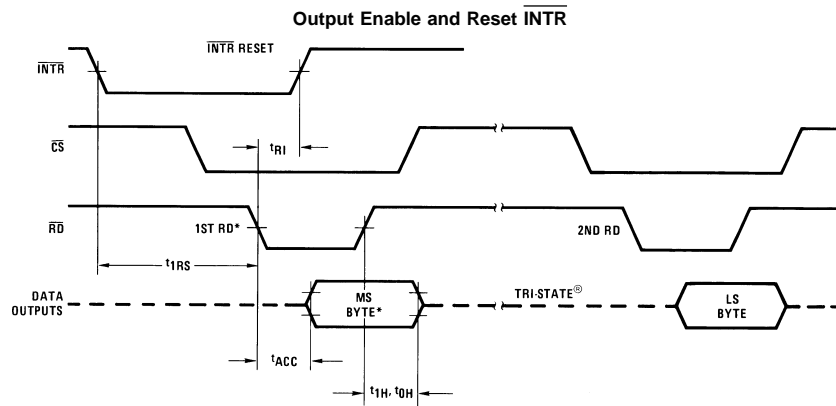 Output Enable and Reset INTR
INTR RESET
INTR
CS
tRI
RD
1ST RD*
2ND RD
t1RS
DATA
OUTPUTS
MS
BYTE*
TRI-STATE®
LS
BYTE
tACC
t1H, t0H